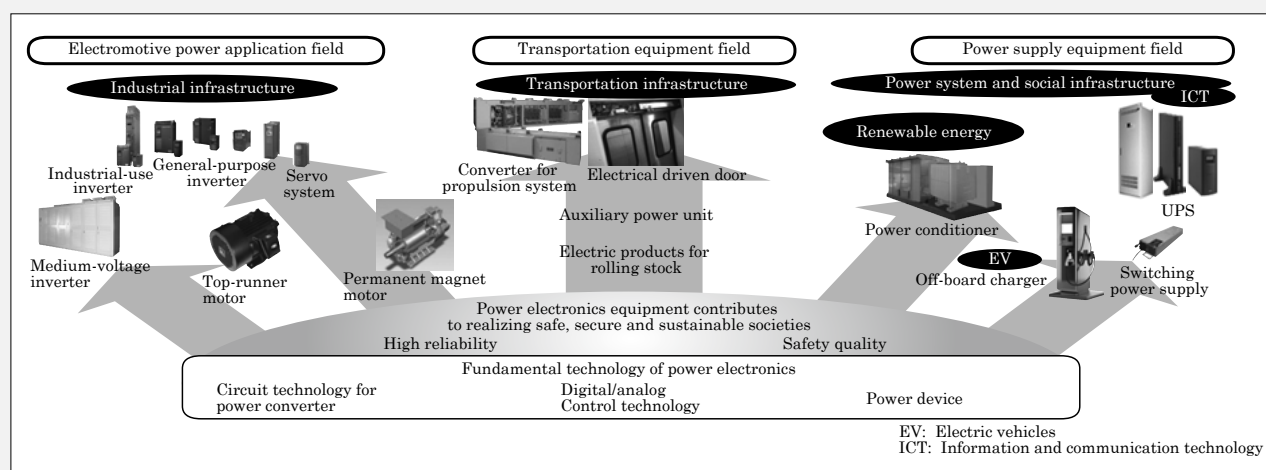 Electromotive power application field
Transportation equipment field
Power supply equipment field
Industrial infrastructure
Transportation infrastructure
Power system and social infrastructure
ICT
Renewable energy
Industrial-use
inverter
General-purpose
inverter
Servo
system
Converter for
propulsion system
Electrical driven door
UPS
Auxiliary power unit
Power conditioner
Medium-voltage
inverter
Top-runner
motor
Permanent magnet
motor
Electric products for
rolling stock
EV
Off-board charger
Switching
power supply
Power electronics equipment contributes
to realizing safe, secure and sustainable societies
High reliability
Safety quality
Fundamental technology of power electronics
Circuit technology for
power converter
Digital/analog
Control technology
Power device
EV: Electric vehicles
ICT: Information and communication technology